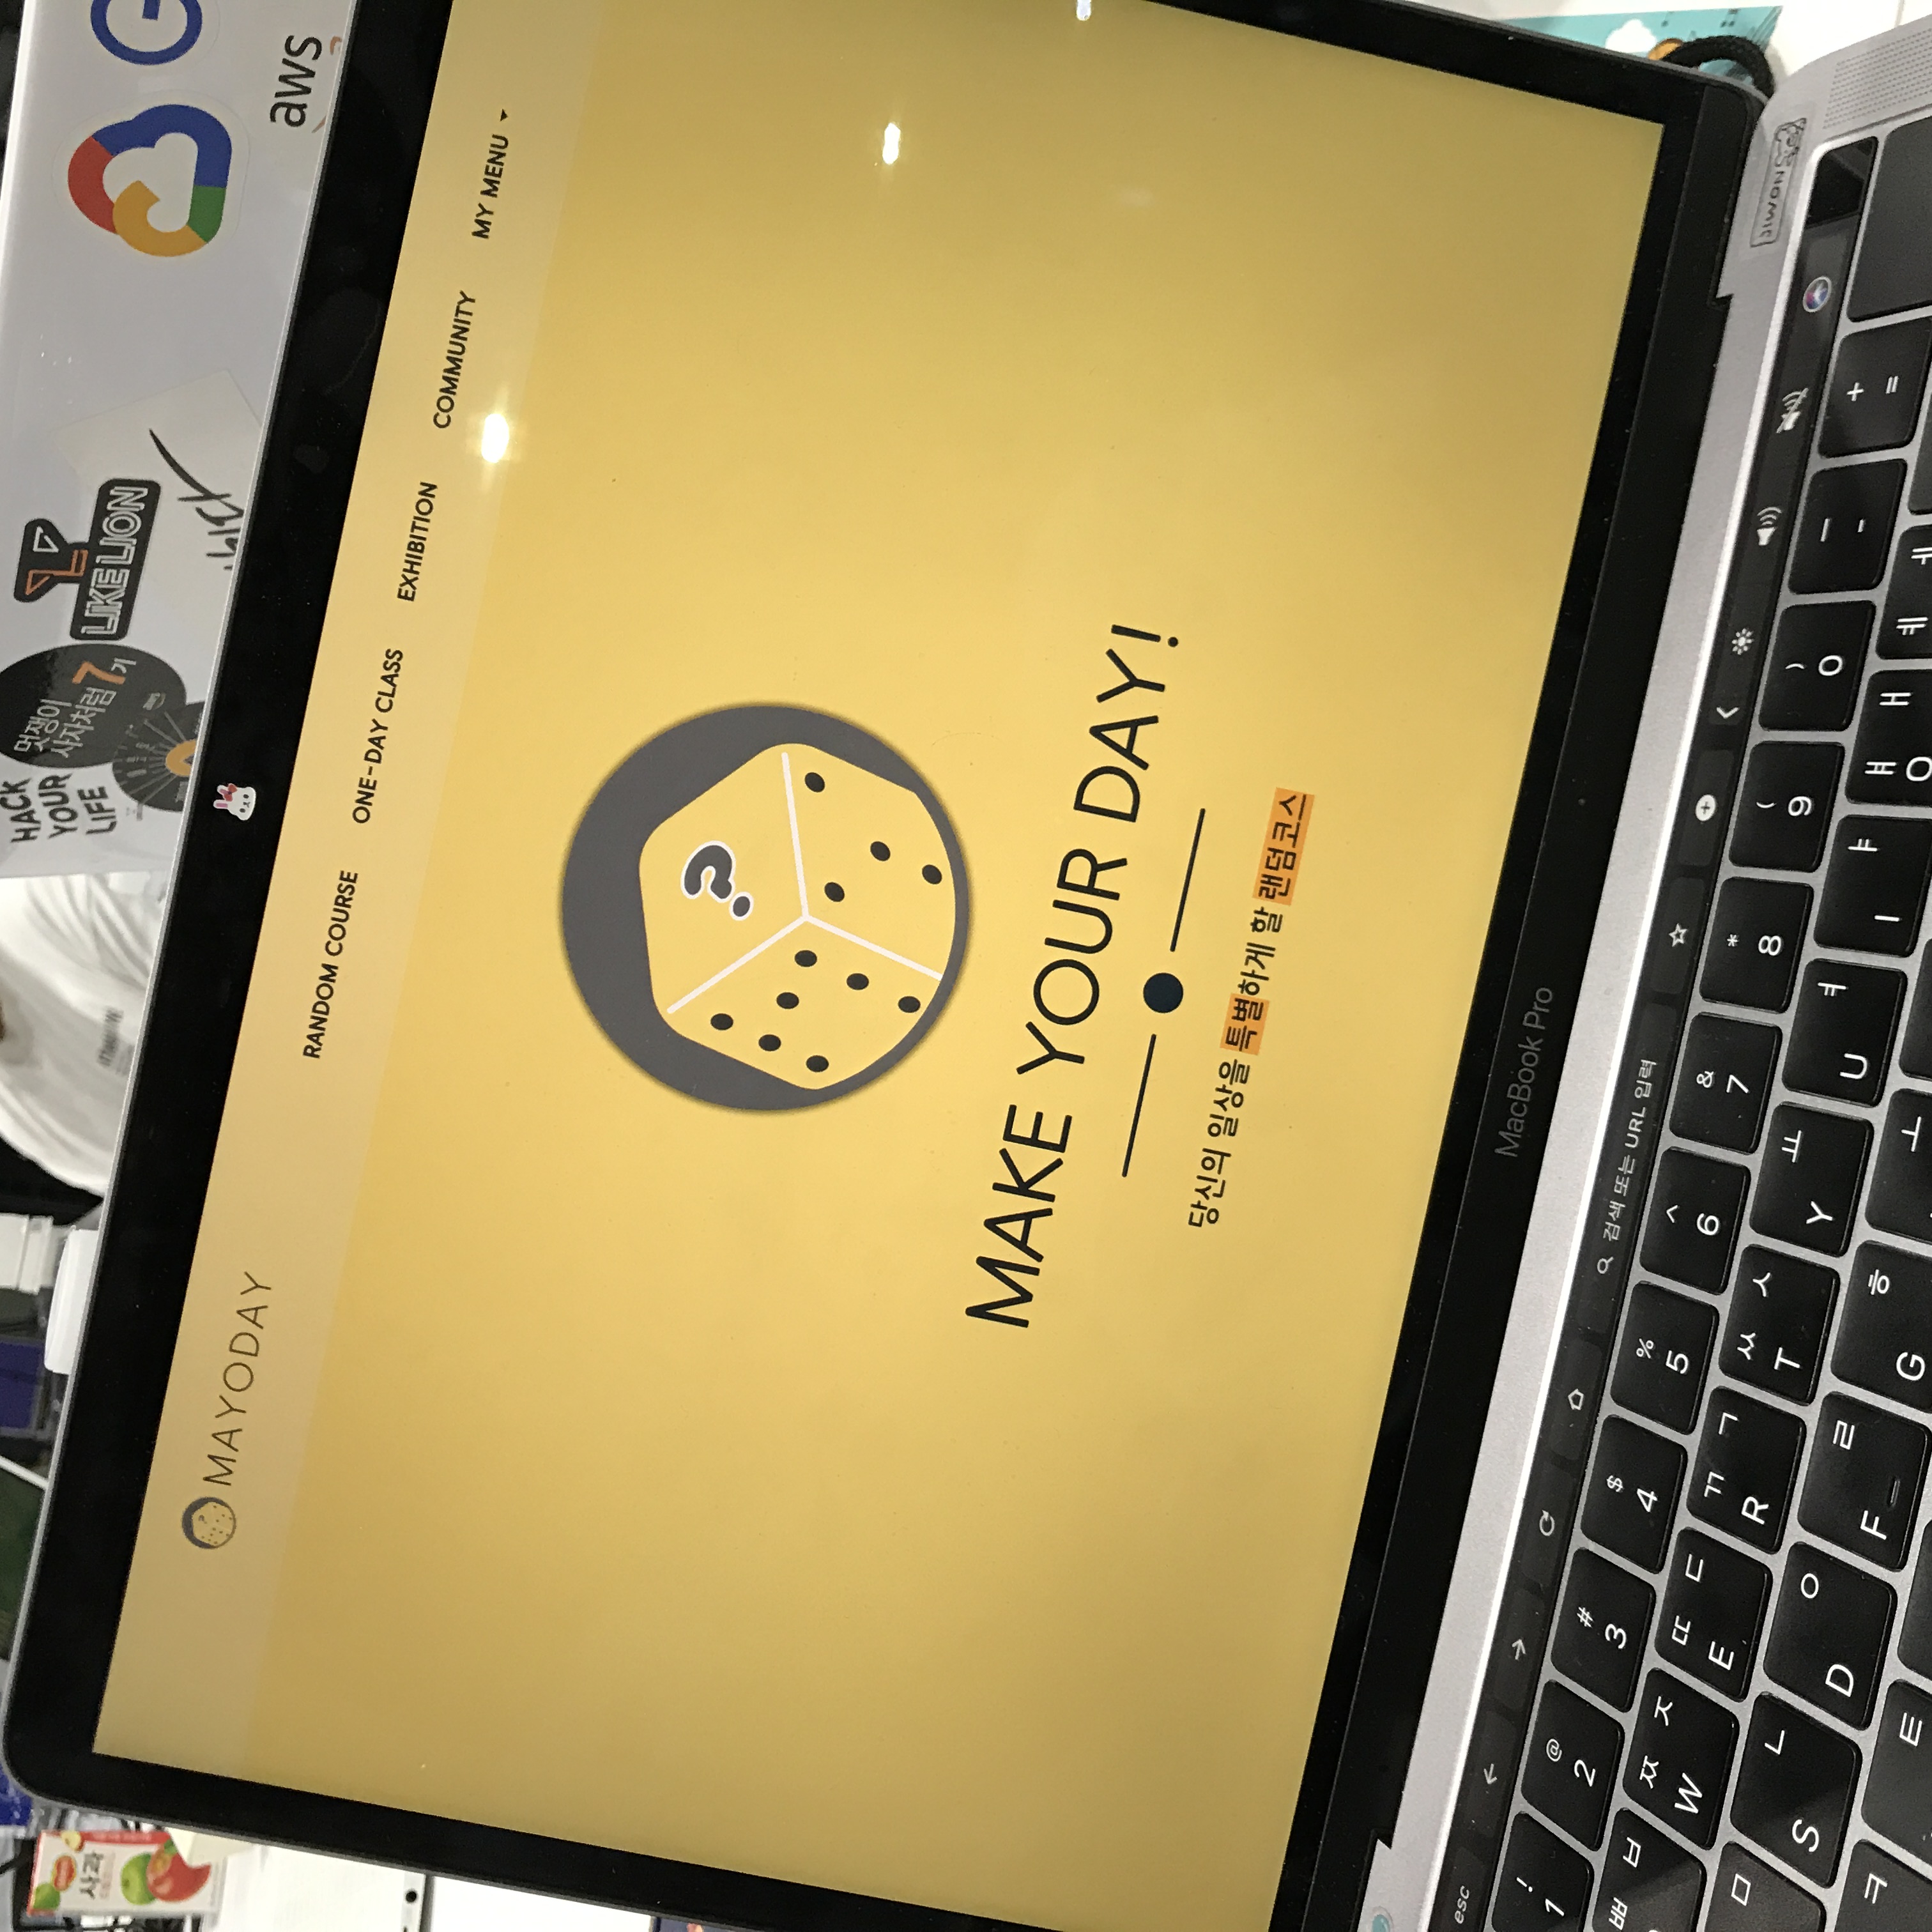 사과
HACK
YOUR
LIFE
멋쟁이
사자처럼 7기
LIKE LION
G
aws
MAYODAY
RANDOM COURSE
ONE-DAY CLASS
EXHIBITION
COMMUNITY
MY MENU
?
MAKE YOUR DAY!
당신의 일상을 특별하게 할 랜덤코스
MacBook Pro
esc
검색 또는 URL 입력
JIWON
! 1
@ 2
# 3
$ 4
% 5
^ 6
& 7
* 8
( 9
) 0
— -
+ =
ㅃ ㅂ
ㅉ ㅈ W
ㄸ ㄷ E
ㄲ ㄱ R
ㅆ ㅅ T
ㅛ Y
ㅕ U
ㅑ I
ㅒ ㅐ O
ㅖ ㅔ
ㅁ
ㄴ S
ㅇ D
ㄹ F
ㅎ G
ㅗ
ㅋ
ㅌ